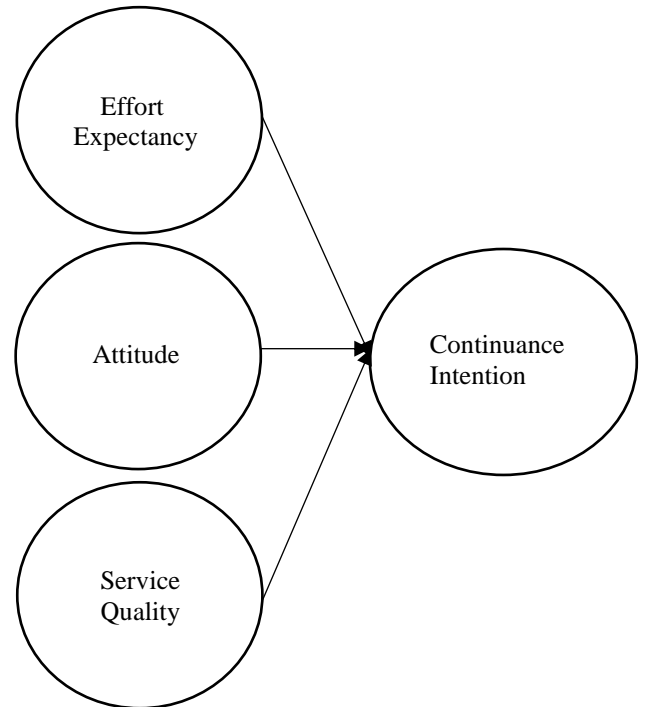 Effort
Expectancy
Attitude
Continuance
Intention
Service
Quality